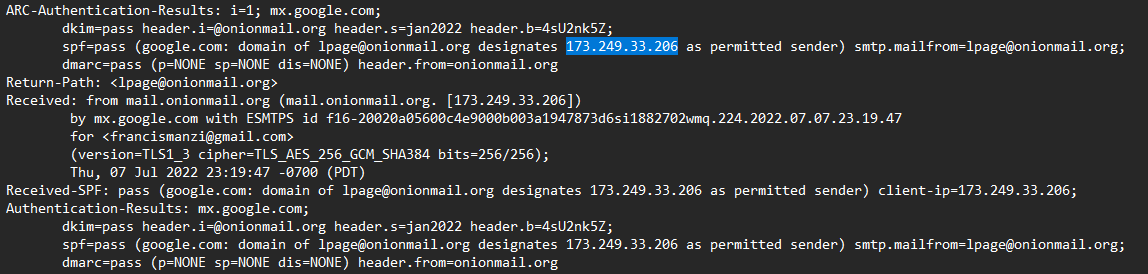 ARC-Authentication-Results: i=1; mx.google.com;
dkim=pass header.i=@onionmail.org header.s=jan2022 header.b=4sU2nk5Z;
spf=pass (google.com: domain of lpage@onionmail.org designates 173.249.33.206 as permitted sender) smtp.mailfrom=lpage@onionmail.org;
dmarc=pass (p=NONE sp=NONE dis=NONE) header.from=onionmail.org
Return-Path: <lpage@onionmail.org>
Received: from mail.onionmail.org (mail.onionmail.org. [173.249.33.206])
by mx.google.com with ESMTPS id f16-20020a05600c4e9000b003a1947873d6si1882702wmq.224.2022.07.07.23.19.47
for <francismanzi@gmail.com>
(version=TLS1_3 cipher=TLS_AES_256_GCM_SHA384 bits=256/256);
Thu, 07 Jul 2022 23:19:47 -0700 (PDT)
Received-SPF: pass (google.com: domain of lpage@onionmail.org designates 173.249.33.206 as permitted sender) client-ip=173.249.33.206;
Authentication-Results: mx.google.com;
dkim=pass header.i=@onionmail.org header.s=jan2022 header.b=4sU2nk5Z;
spf=pass (google.com: domain of lpage@onionmail.org designates 173.249.33.206 as permitted sender) smtp.mailfrom=lpage@onionmail.org;
dmarc=pass (p=NONE sp=NONE dis=NONE) header.from=onionmail.org